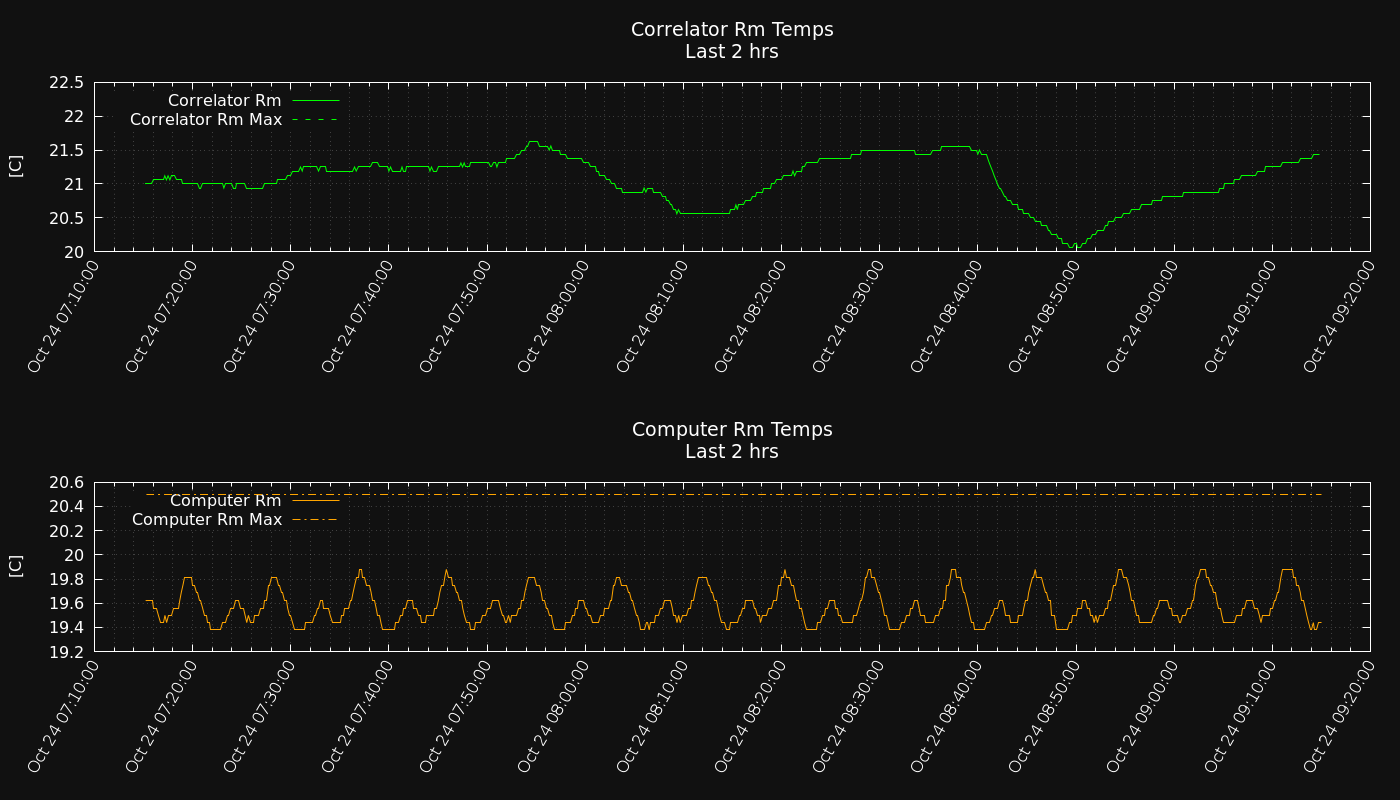 Correlator Rm Temps
Last 2 hrs
22.5
22
21.5
21
20.5
20
[C]
Correlator Rm
Correlator Rm Max
Oct 24 07:10:00
Oct 24 07:20:00
Oct 24 07:30:00
Oct 24 07:40:00
Oct 24 07:50:00
Oct 24 08:00:00
Oct 24 08:10:00
Oct 24 08:20:00
Oct 24 08:30:00
Oct 24 08:40:00
Oct 24 08:50:00
Oct 24 09:00:00
Oct 24 09:10:00
Oct 24 09:20:00
Computer Rm Temps
Last 2 hrs
20.6
20.4
20.2
20
19.8
19.6
19.4
19.2
[C]
Computer Rm
Computer Rm Max
Oct 24 07:10:00
Oct 24 07:20:00
Oct 24 07:30:00
Oct 24 07:40:00
Oct 24 07:50:00
Oct 24 08:00:00
Oct 24 08:10:00
Oct 24 08:20:00
Oct 24 08:30:00
Oct 24 08:40:00
Oct 24 08:50:00
Oct 24 09:00:00
Oct 24 09:10:00
Oct 24 09:20:00